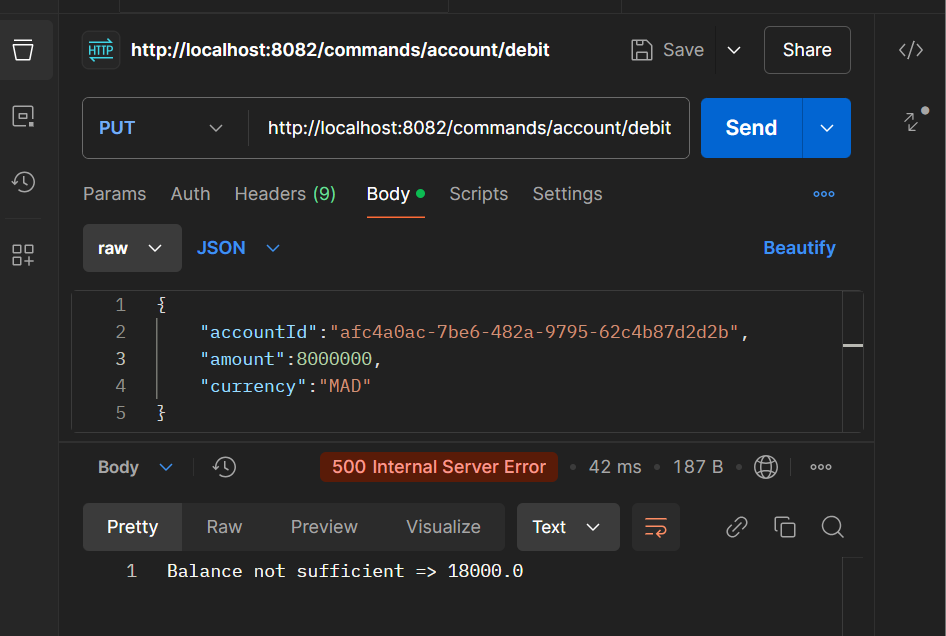 HTTP http://localhost:8082/commands/account/debit Save Share
PUT http://localhost:8082/commands/account/debit Send
Params Auth Headers (9) Body Scripts Settings
raw JSON Beautify
1 {
2 "accountId":"afc4a0ac-7be6-482a-9795-62c4b87d2d2b",
3 "amount":8000000,
4 "currency":"MAD"
5 }
Body 500 Internal Server Error 42 ms 187 B
Pretty Raw Preview Visualize Text
1 Balance not sufficient => 18000.0